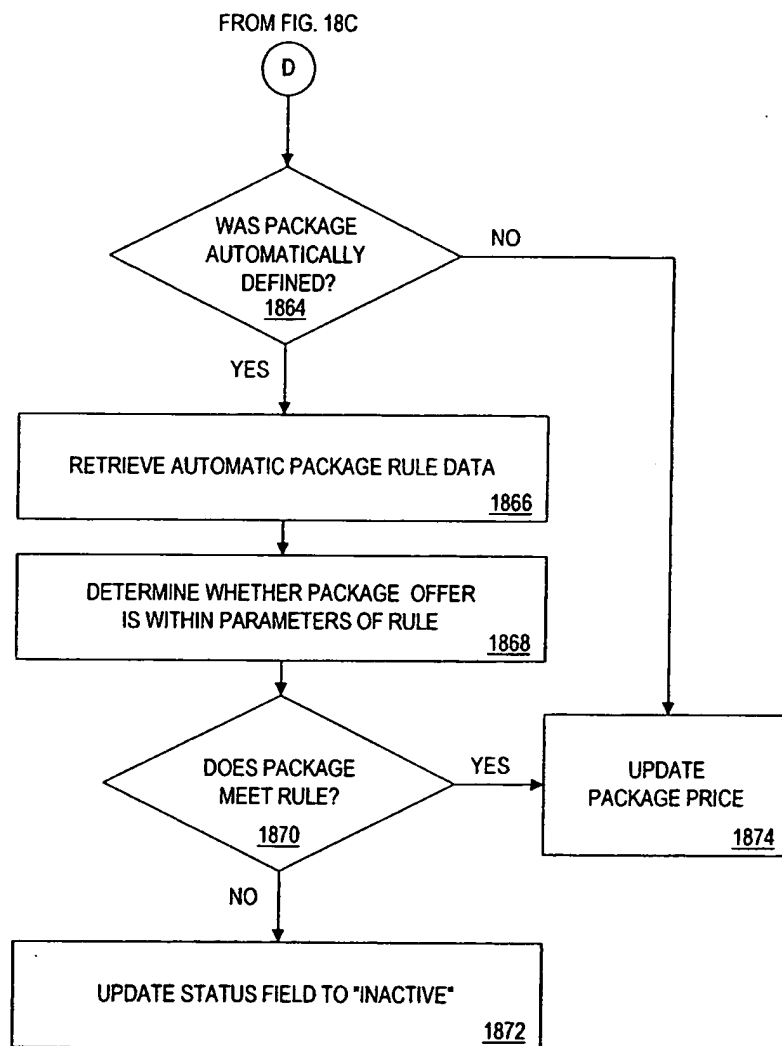 FROM FIG. 18C
D
WAS PACKAGE
AUTOMATICALLY
DEFINED?
1864
NO
YES
RETRIEVE AUTOMATIC PACKAGE RULE DATA
1866
DETERMINE WHETHER PACKAGE OFFER
IS WITHIN PARAMETERS OF RULE
1868
DOES PACKAGE
MEET RULE?
1870
YES
UPDATE
PACKAGE PRICE
1874
NO
UPDATE STATUS FIELD TO "INACTIVE"
1872